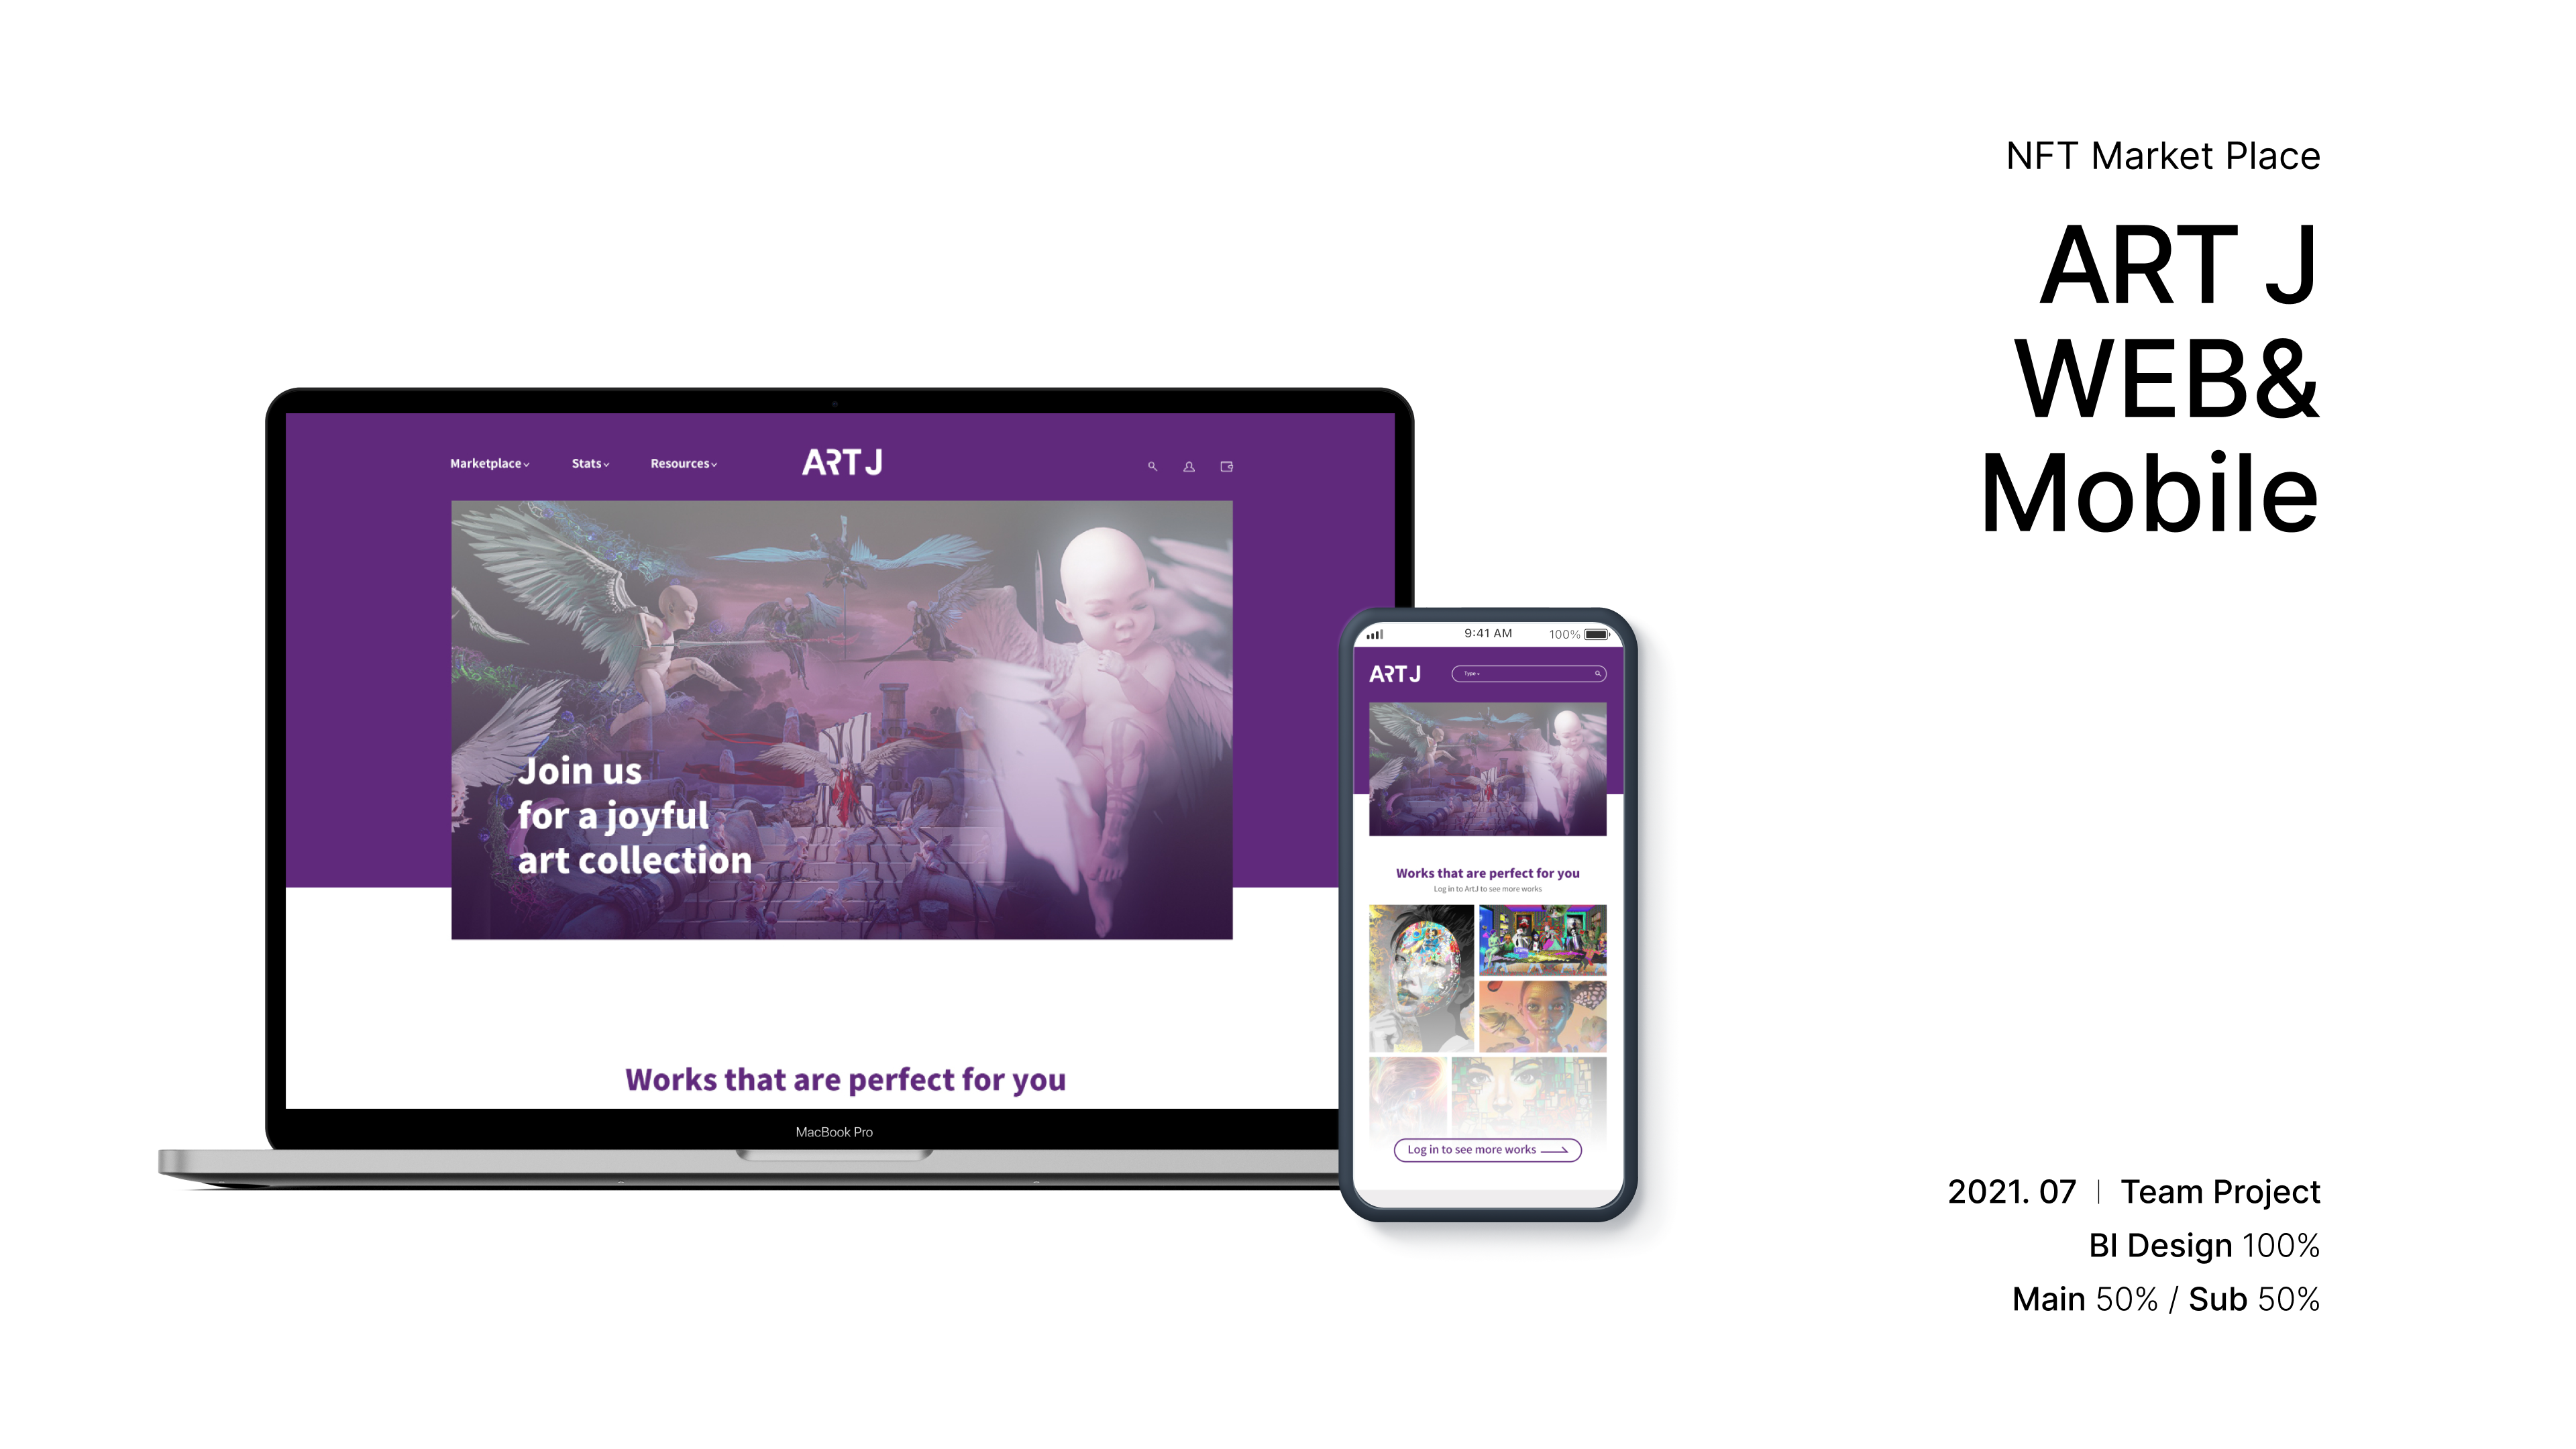 NFT Market Place
ART J
WEB&
Mobile
Marketplace
Stats
Resources
ART J
Join us
for a joyful
art collection
Works that are perfect for you
MacBook Pro
9:41 AM
100%
ART J
Type
Works that are perfect for you
Log in to ArtJ to see more works
Log in to see more works
2021. 07 | Team Project
BI Design 100%
Main 50% / Sub 50%